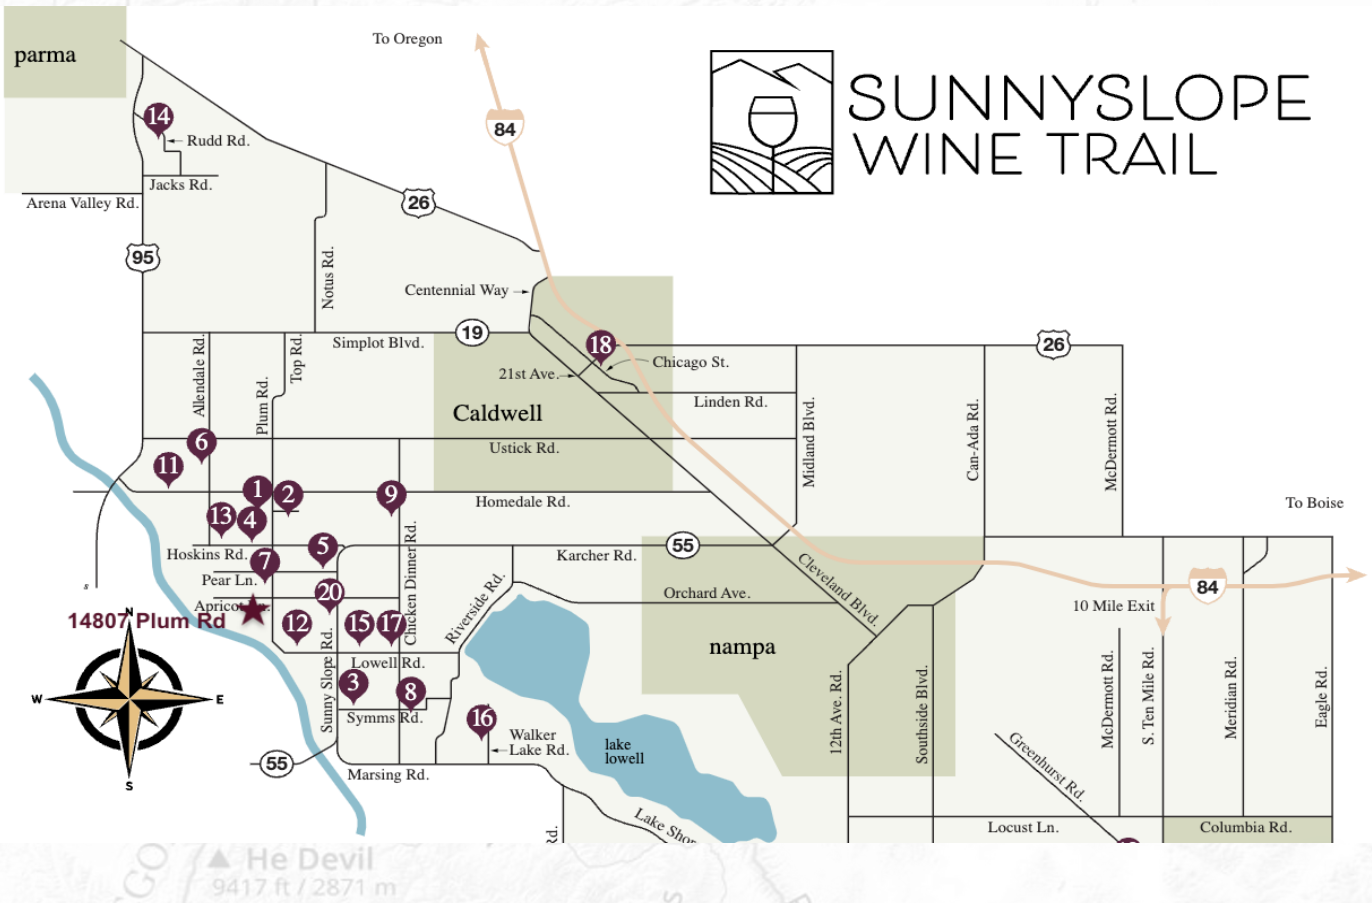 To Oregon
parma
84
SUNNYSLOPE
WINE TRAIL
14
Rudd Rd.
Jacks Rd.
Arena Valley Rd.
26
95
Notus Rd.
Centennial Way
19
Simplot Blvd.
18
Chicago St.
26
21st Ave.
Linden Rd.
Allendale Rd.
Top Rd.
Plum Rd.
Caldwell
Midland Blvd.
Can-Ada Rd.
McDermott Rd.
6
Ustick Rd.
11
1
2
9
Homedale Rd.
To Boise
13
4
Hoskins Rd.
5
Chicken Dinner Rd.
Karcher Rd.
55
7
Pear Ln.
Cleveland Blvd.
84
Riverside Rd.
20
Orchard Ave.
10 Mile Exit
Apricot
14807 Plum Rd
N
12
15
17
nampa
Sunny Slope Rd.
Lowell Rd.
3
8
Symms Rd.
16
Walker
Lake Rd.
lake
lowell
12th Ave. Rd.
Southside Blvd.
McDermott Rd.
S. Ten Mile Rd.
Meridian Rd.
Eagle Rd.
Greenhurst Rd.
W
E
S
55
Marsing Rd.
Rd.
Lake Shor
Locust Ln.
Columbia Rd.
He Devil
9417 ft / 2871 m